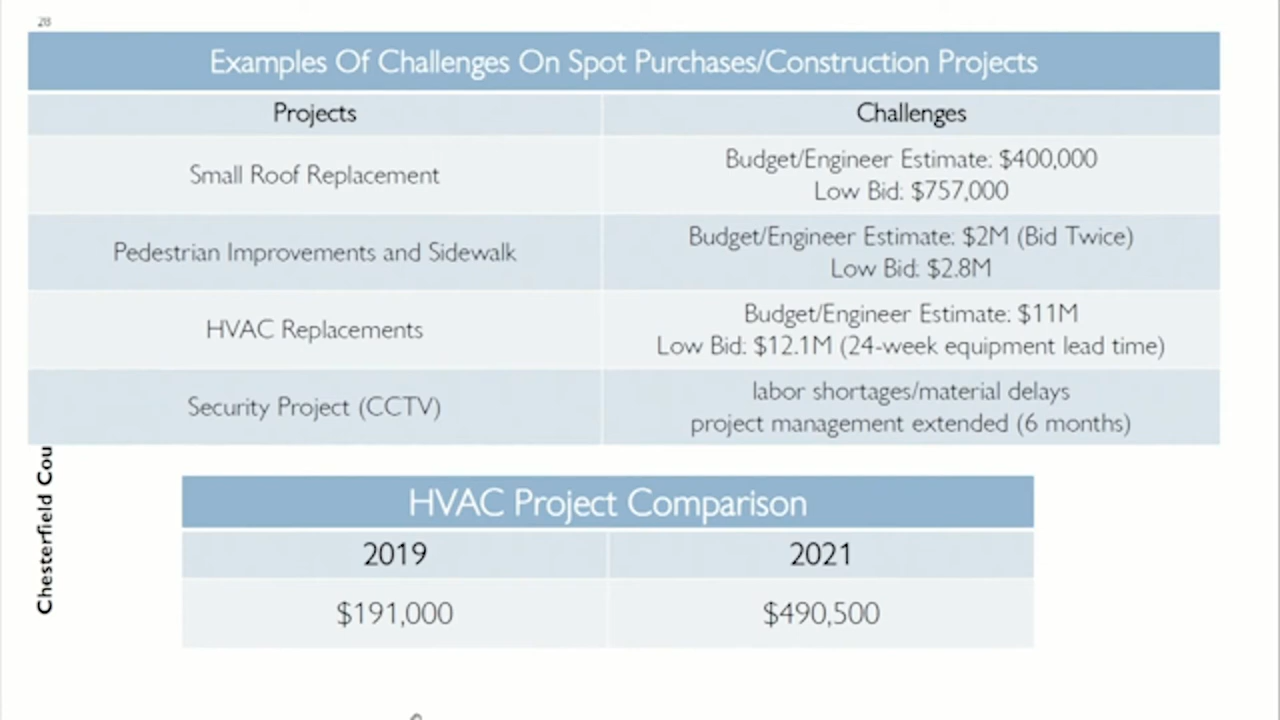 28
Examples Of Challenges On Spot Purchases/Construction Projects
Projects
Challenges
Small Roof Replacement
Budget/Engineer Estimate: $400,000
Low Bid: $757,000
Pedestrian Improvements and Sidewalk
Budget/Engineer Estimate: $2M (Bid Twice)
Low Bid: $2.8M
HVAC Replacements
Budget/Engineer Estimate: $11M
Low Bid: $12.1M (24-week equipment lead time)
Security Project (CCTV)
labor shortages/material delays
project management extended (6 months)
Chesterfield Cou
HVAC Project Comparison
2019
2021
$191,000
$490,500